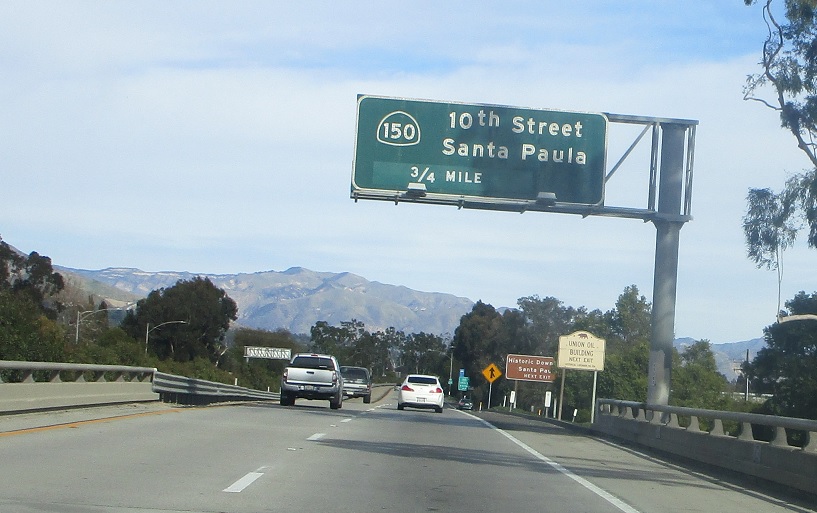 150
10th Street
Santa Paula
3/4 MILE
UNION OIL
BUILDING
NEXT EXIT
Historic Down
Santa Pau
NEXT EXIT